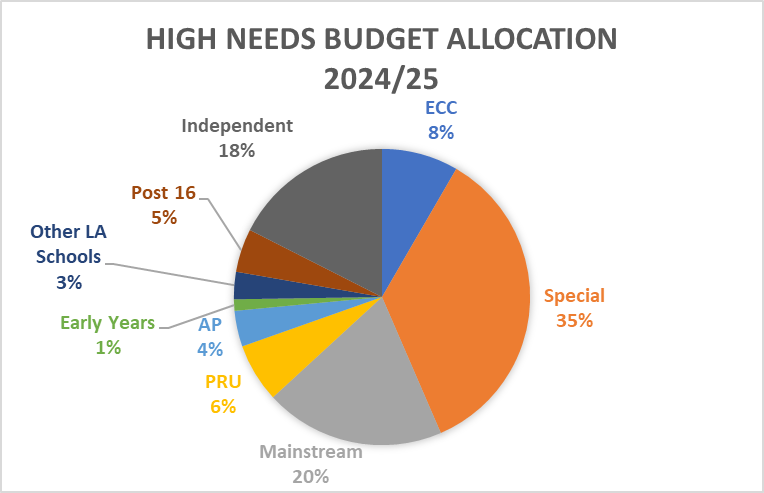 HIGH NEEDS BUDGET ALLOCATION
2024/25
ECC
8%
Special
35%
Mainstream
20%
PRU
6%
AP
4%
Early Years
1%
Other LA
Schools
3%
Post 16
5%
Independent
18%